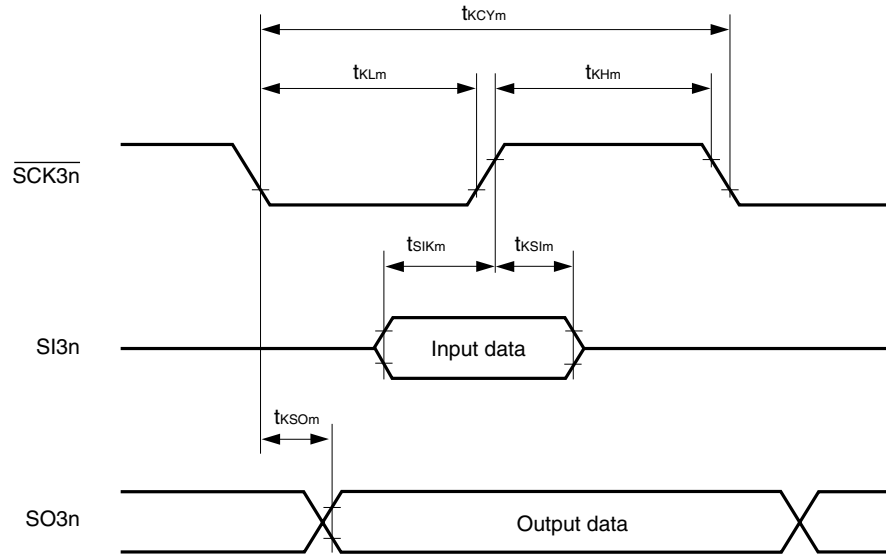 tKCYm
tKLm
tKHm
SCK3n
tSIKm
tKSIm
SI3n
Input data
tKSOm
SO3n
Output data